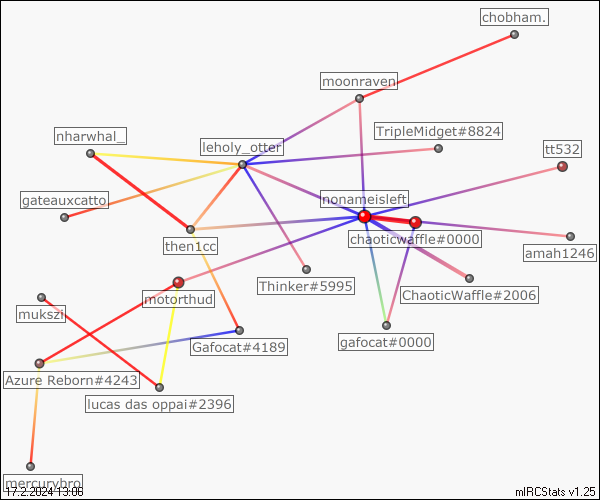 chobham.
moonraven
TripleMidget#8824
nharwhal_
leholy_otter
tt532
gateauxcatto
nonameisleft
then1cc
chaoticwaffle#0000
amah1246
Thinker#5995
ChaoticWaffle#2006
motorthud
mukszi
Gafocat#4189
gafocat#0000
Azure Reborn#4243
lucas das oppai#2396
mercurybro
17.2.2024 13:06
mIRCStats v1.25